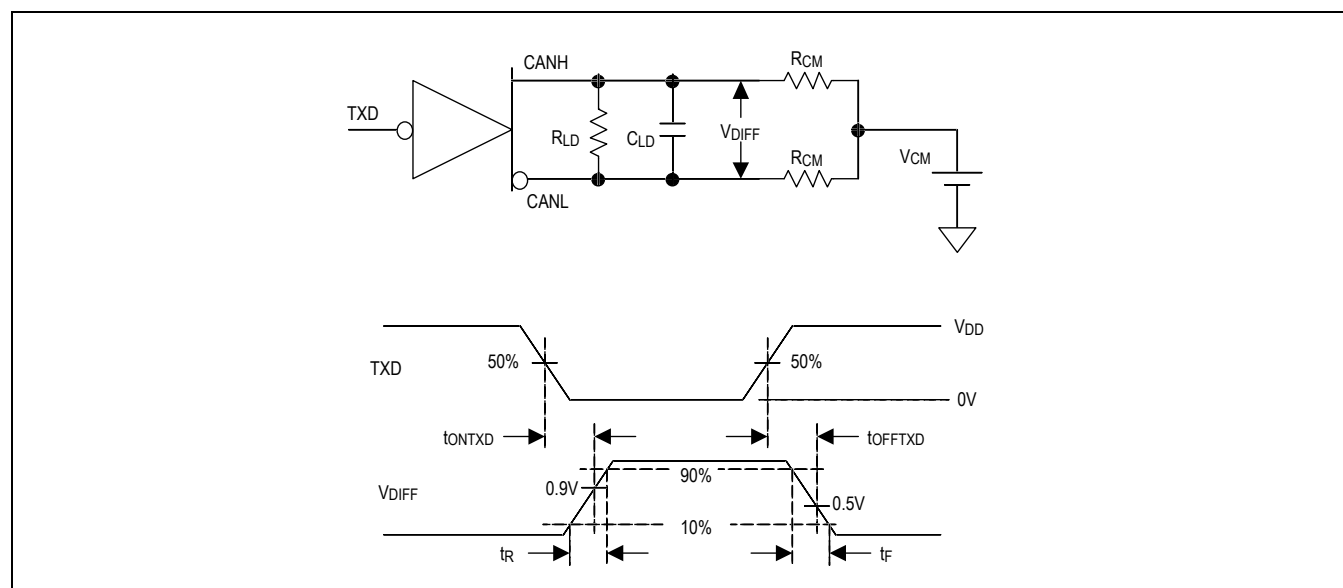 CANH
RCM
TXD
RLD
CLD
VDIFF
RCM
VCM
CANL
VDD
50%
50%
TXD
0V
tONTXD
tOFFTXD
90%
0.9V
VDIFF
0.5V
10%
tR
tF